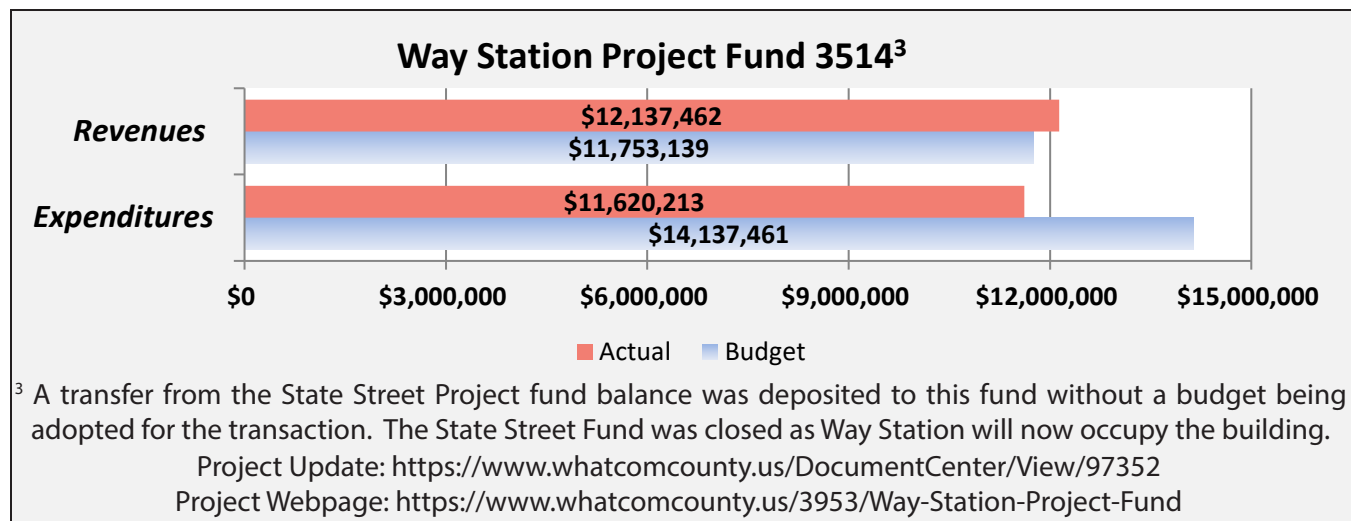 Way Station Project Fund 3514³
Revenues
$12,137,462
$11,753,139
Expenditures
$11,620,213
$14,137,461
$0 $3,000,000 $6,000,000 $9,000,000 $12,000,000 $15,000,000
Actual Budget
³ A transfer from the State Street Project fund balance was deposited to this fund without a budget being
adopted for the transaction. The State Street Fund was closed as Way Station will now occupy the building.
Project Update: https://www.whatcomcounty.us/DocumentCenter/View/97352
Project Webpage: https://www.whatcomcounty.us/3953/Way-Station-Project-Fund